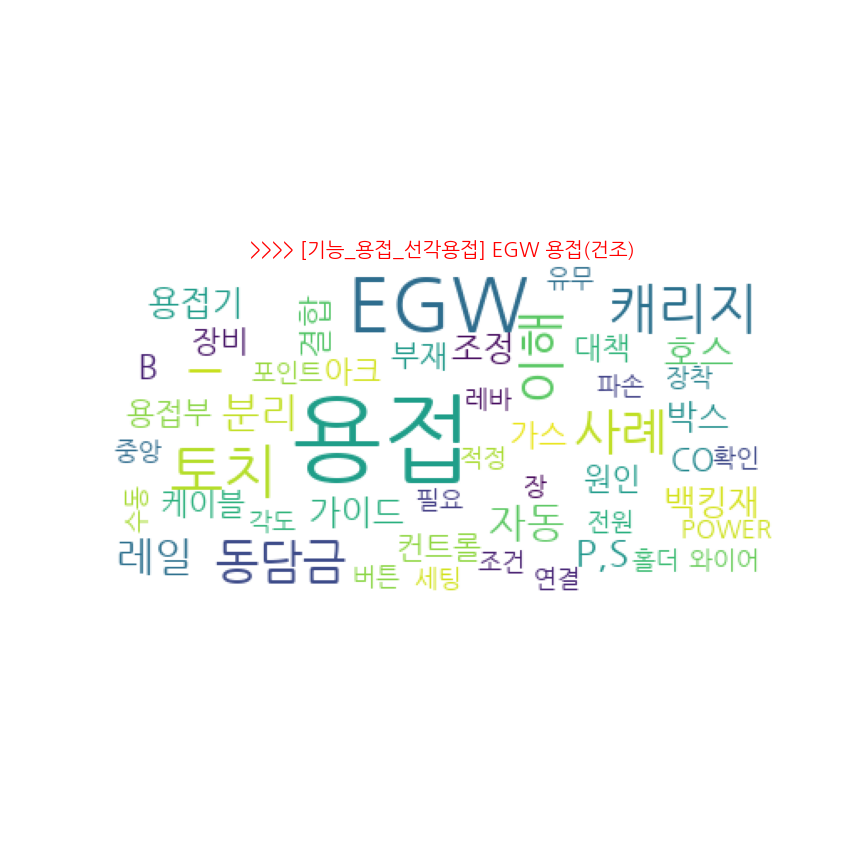 >>>> [기능_용접_선각용접] EGW 용접(건조)
유무
용접기
결함
EGW
이해
캐리지
장비
B
ㅡ
포인트
아크
부재
조정
대책
호스
레바
파손
장착
용접부
분리
용접
가스
사례
박스
중앙
토치
적정
CO
확인
수동
케이블
각도
가이드
필요
장
원인
백킹재
자동
전원
POWER
레일
동담금
컨트롤
조건
P,S
홀더
와이어
버튼
세팅
연결